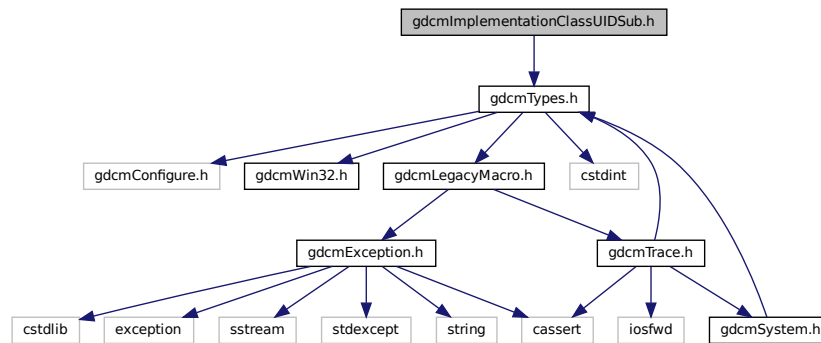 gdcmImplementationClassUIDSub.h
gdcmTypes.h
gdcmConfigure.h
gdcmWin32.h
gdcmLegacyMacro.h
cstdint
gdcmException.h
gdcmTrace.h
cstdlib
exception
sstream
stdexcept
string
cassert
iosfwd
gdcmSystem.h